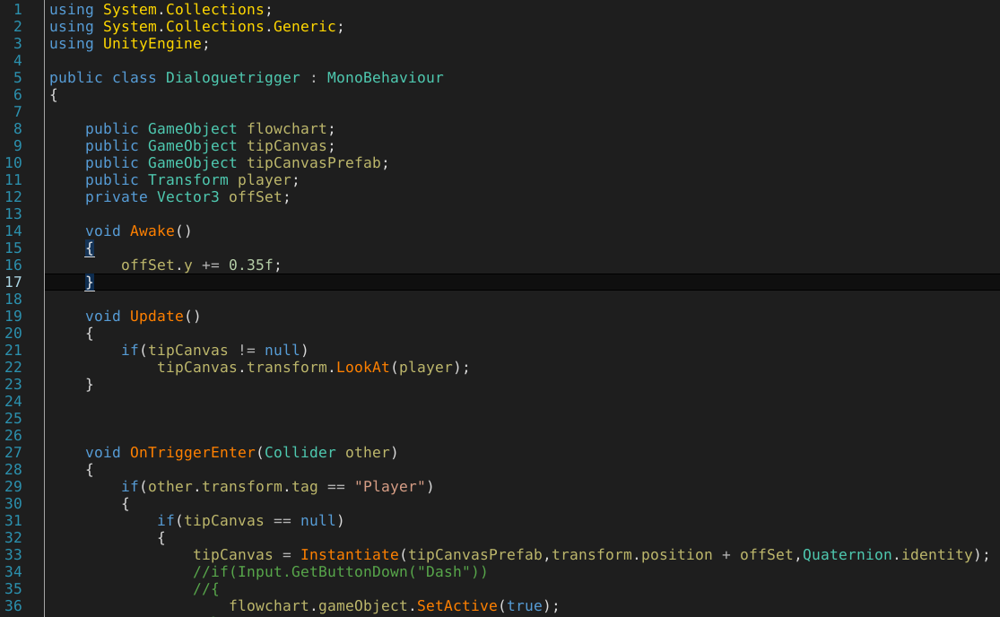 1 using System.Collections;
2 using System.Collections.Generic;
3 using UnityEngine;
4
5 public class Dialoguetrigger : MonoBehaviour
6 {
7
8     public GameObject flowchart;
9     public GameObject tipCanvas;
10     public GameObject tipCanvasPrefab;
11     public Transform player;
12     private Vector3 offSet;
13
14     void Awake()
15     {
16         offSet.y += 0.35f;
17     }
18
19     void Update()
20     {
21         if(tipCanvas != null)
22             tipCanvas.transform.LookAt(player);
23     }
24
25
26
27     void OnTriggerEnter(Collider other)
28     {
29         if(other.transform.tag == "Player")
30         {
31             if(tipCanvas == null)
32             {
33                 tipCanvas = Instantiate(tipCanvasPrefab,transform.position + offSet,Quaternion.identity);
34                 //if(Input.GetButtonDown("Dash"))
35                 //{
36                     flowchart.gameObject.SetActive(true);